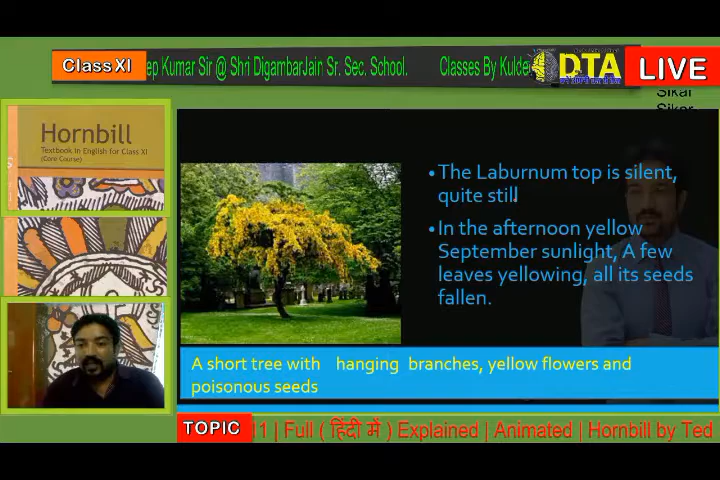 Class XI
ep Kumar Sir @ Shri DigambarJain Sr. Sec. School. Classes By Kulde
DTA
LIVE
Sikar
Sikar
Hornbill
Textbook in English for Class XI
(Core Course)
•The Laburnum top is silent,
quite still
•In the afternoon yellow
September sunlight, A few
leaves yellowing, all its seeds
fallen.
A short tree with hanging branches, yellow flowers and
poisonous seeds
TOPIC
11 | Full ( हिंदी में ) Explained | Animated | Hornbill by Ted